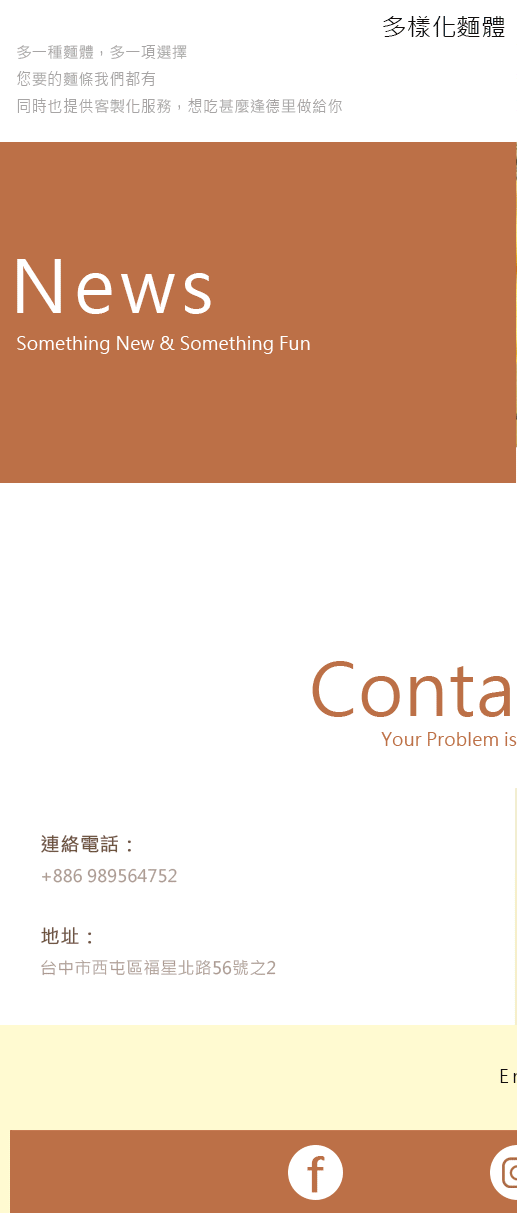 多樣化麵體
多一種麵體，多一項選擇
您要的麵條我們都有
同時也提供客製化服務，想吃甚麼逢德里做給你
News
Something New & Something Fun
Conta
Your Problem is
連絡電話：
+886 989564752
地址：
台中市西屯區福星北路56號之2